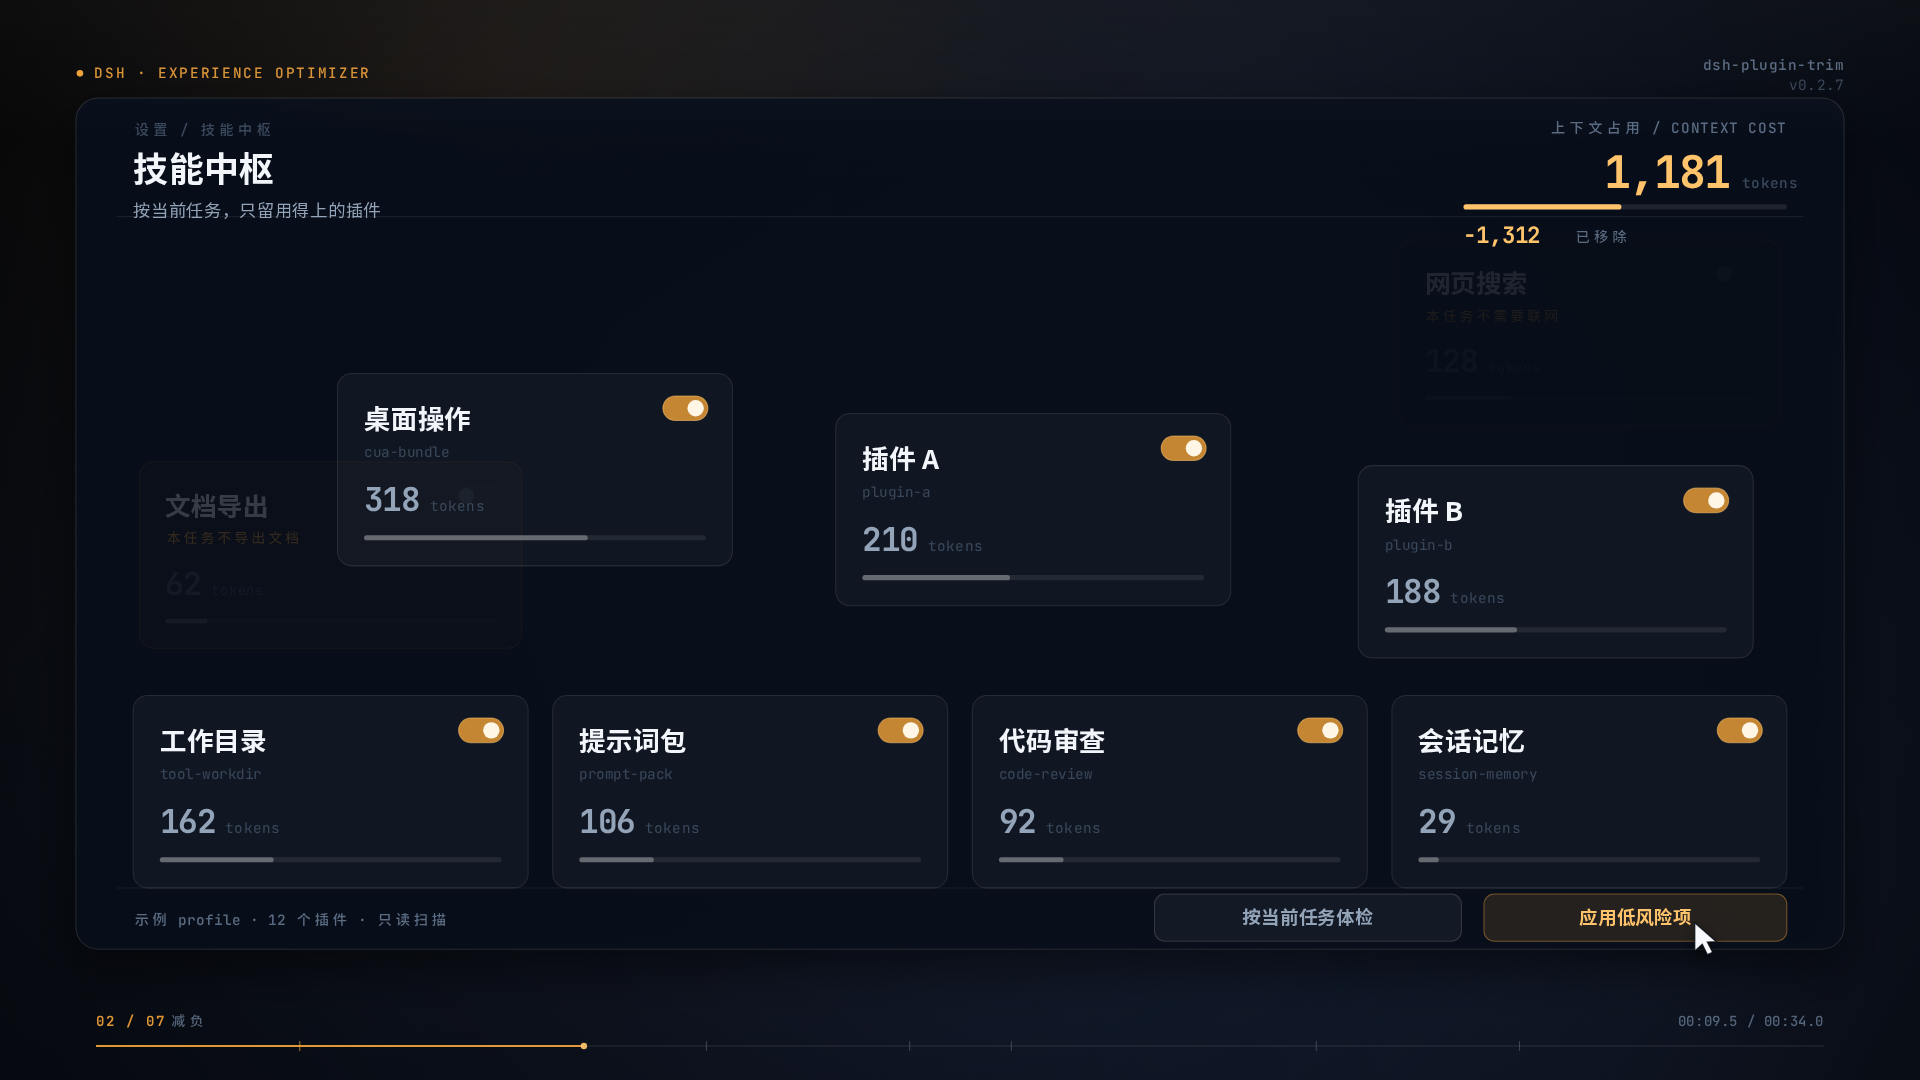 DSH · EXPERIENCE OPTIMIZER
dsh-plugin-trim
v0.2.7
设置 / 技能中枢
技能中枢
按当前任务，只留用得上的插件
上下文占用 / CONTEXT COST
1,181 tokens
-1,312 已移除
网页搜索
本任务不需要联网
128 tokens
桌面操作
cua-bundle
318 tokens
插件 A
plugin-a
210 tokens
插件 B
plugin-b
188 tokens
文档导出
本任务不导出文档
62 tokens
工作目录
tool-workdir
162 tokens
提示词包
prompt-pack
106 tokens
代码审查
code-review
92 tokens
会话记忆
session-memory
29 tokens
示例 profile · 12 个插件 · 只读扫描
按当前任务体检
应用低风险项
02 / 07 减负
00:09.5 / 00:34.0